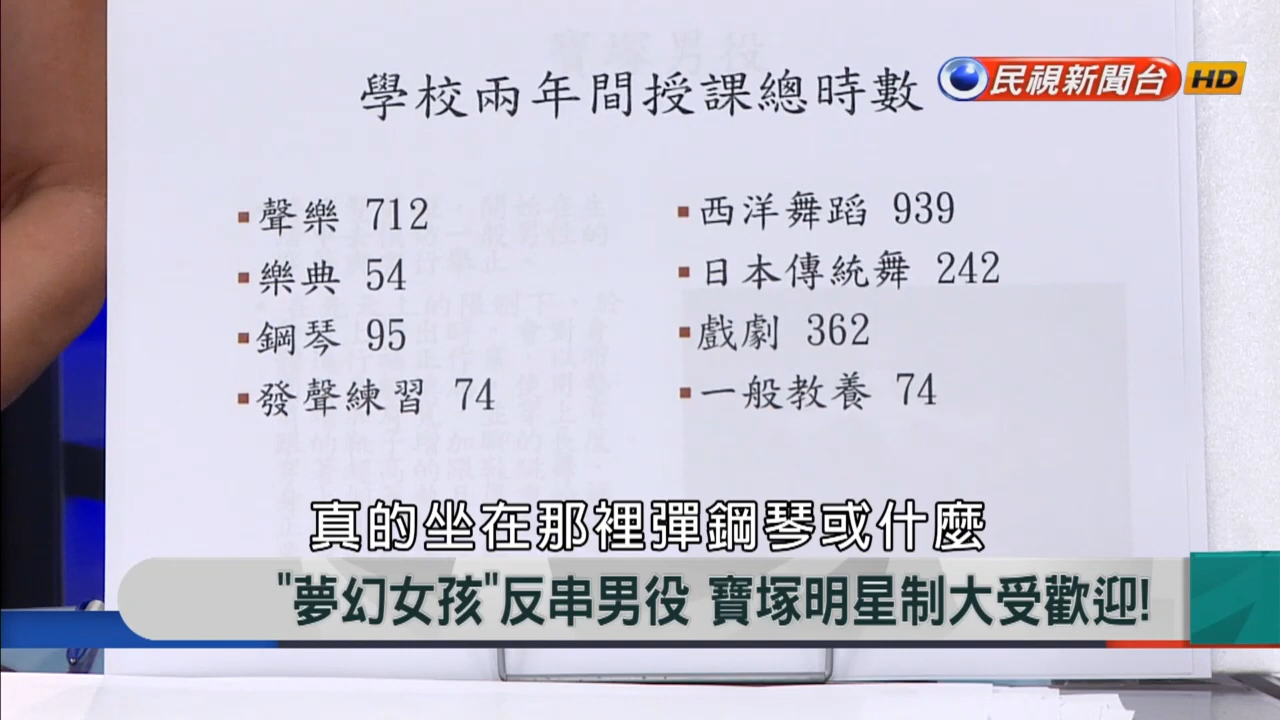 寶塚男役
學校兩年間授課總時數
民視新聞台 HD
▪聲樂 712
▪樂典 54
▪鋼琴 95
▪發聲練習 74
▪西洋舞蹈 939
▪日本傳統舞 242
▪戲劇 362
▪一般教養 74
真的坐在那裡彈鋼琴或什麼
"夢幻女孩"反串男役 寶塚明星制大受歡迎!